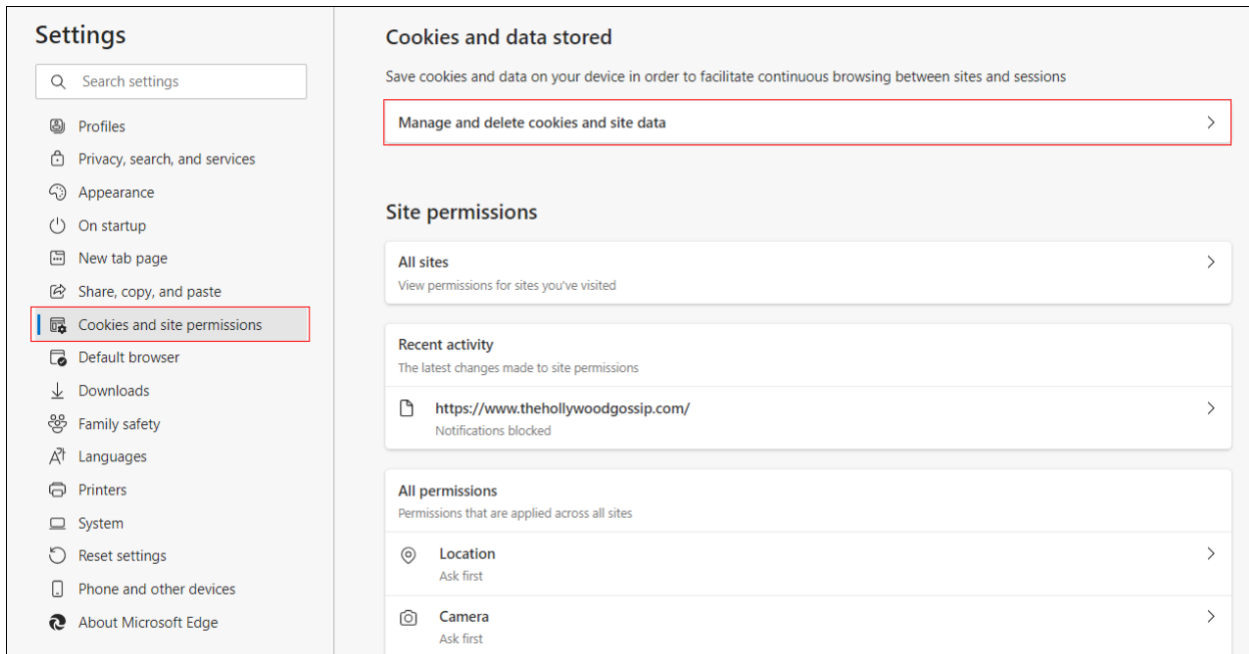 Settings
Search settings
Profiles
Privacy, search, and services
Appearance
On startup
New tab page
Share, copy, and paste
Cookies and site permissions
Default browser
Downloads
Family safety
Languages
Printers
System
Reset settings
Phone and other devices
About Microsoft Edge
Cookies and data stored
Save cookies and data on your device in order to facilitate continuous browsing between sites and sessions
Manage and delete cookies and site data
Site permissions
All sites
View permissions for sites you've visited
Recent activity
The latest changes made to site permissions
https://www.thehollywoodgossip.com/
Notifications blocked
All permissions
Permissions that are applied across all sites
Location
Ask first
Camera
Ask first